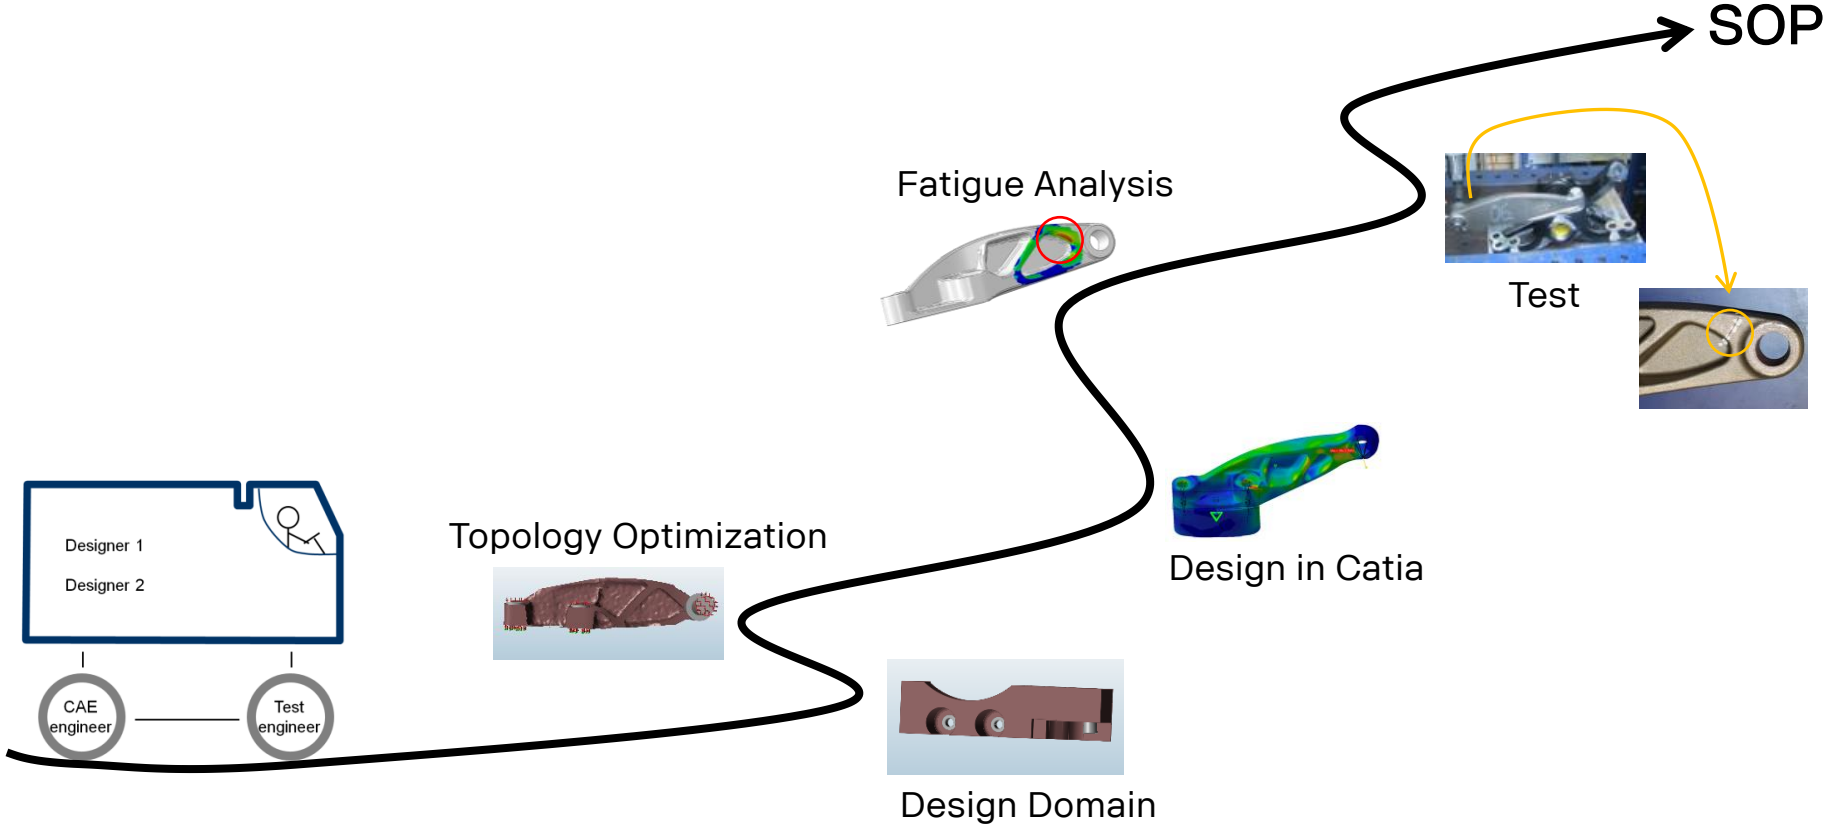 SOP
Fatigue Analysis
Test
Topology Optimization
Design in Catia
Designer 1
Designer 2
CAE
engineer
Test
engineer
Design Domain